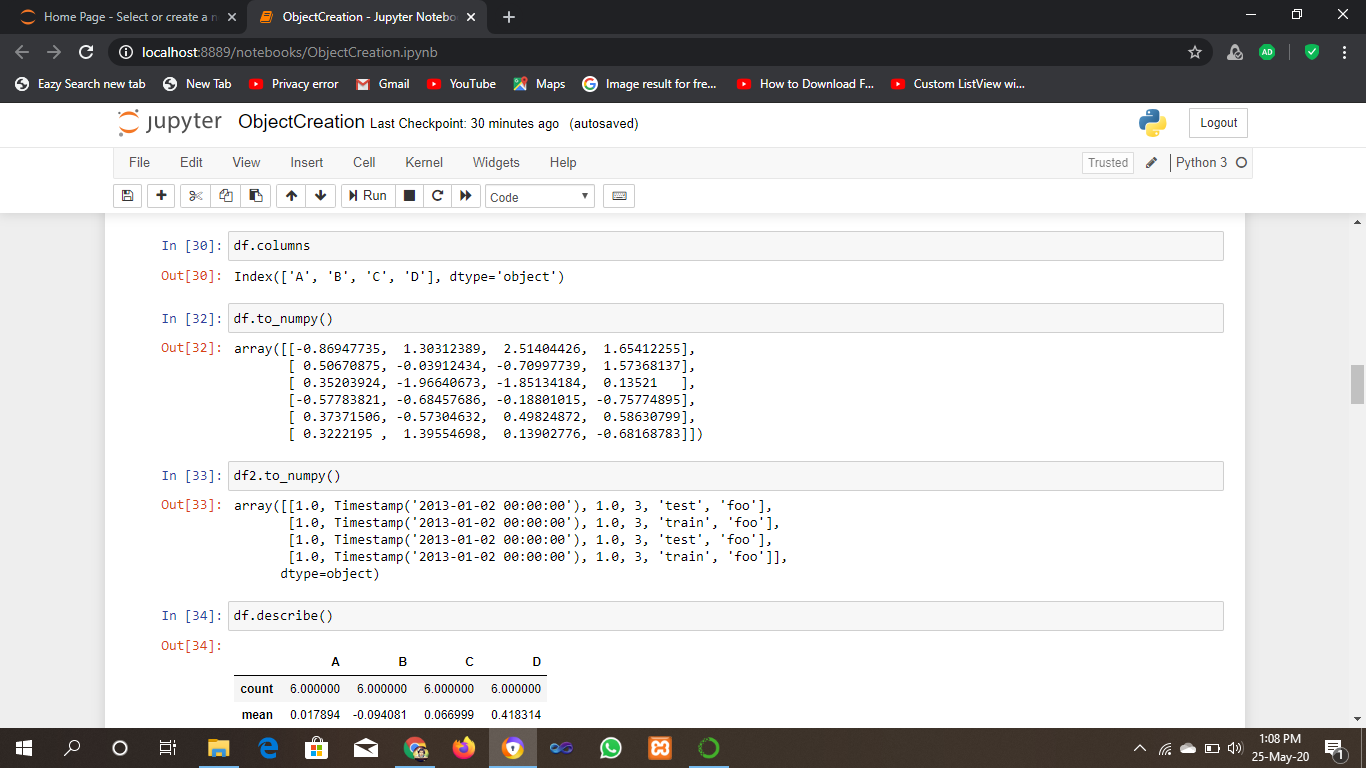 Home Page - Select or create a n
ObjectCreation - Jupyter Notebo
localhost:8889/notebooks/ObjectCreation.ipynb
AD
Eazy Search new tab
New Tab
Privacy error
Gmail
YouTube
Maps
Image result for fre...
How to Download F...
Custom ListView wi...
jupyter ObjectCreation Last Checkpoint: 30 minutes ago (autosaved)
Logout
File Edit View Insert Cell Kernel Widgets Help
Trusted
Python 3
Run
Code
In [30]: df.columns
Out[30]: Index(['A', 'B', 'C', 'D'], dtype='object')
In [32]: df.to_numpy()
Out[32]: array([[-0.86947735,  1.30312389,  2.51404426,  1.65412255],
[ 0.50670875, -0.03912434, -0.70997739,  1.57368137],
[ 0.35203924, -1.96640673, -1.85134184,  0.13521   ],
[-0.57783821, -0.68457686, -0.18801015, -0.75774895],
[ 0.37371506, -0.57304632,  0.49824872,  0.58630799],
[ 0.3222195 ,  1.39554698,  0.13902776, -0.68168783]])
In [33]: df2.to_numpy()
Out[33]: array([[1.0, Timestamp('2013-01-02 00:00:00'), 1.0, 3, 'test', 'foo'],
[1.0, Timestamp('2013-01-02 00:00:00'), 1.0, 3, 'train', 'foo'],
[1.0, Timestamp('2013-01-02 00:00:00'), 1.0, 3, 'test', 'foo'],
[1.0, Timestamp('2013-01-02 00:00:00'), 1.0, 3, 'train', 'foo']],
dtype=object)
In [34]: df.describe()
Out[34]:
A B C D
count 6.000000 6.000000 6.000000 6.000000
mean 0.017894 -0.094081 0.066999 0.418314
1:08 PM
25-May-20
1